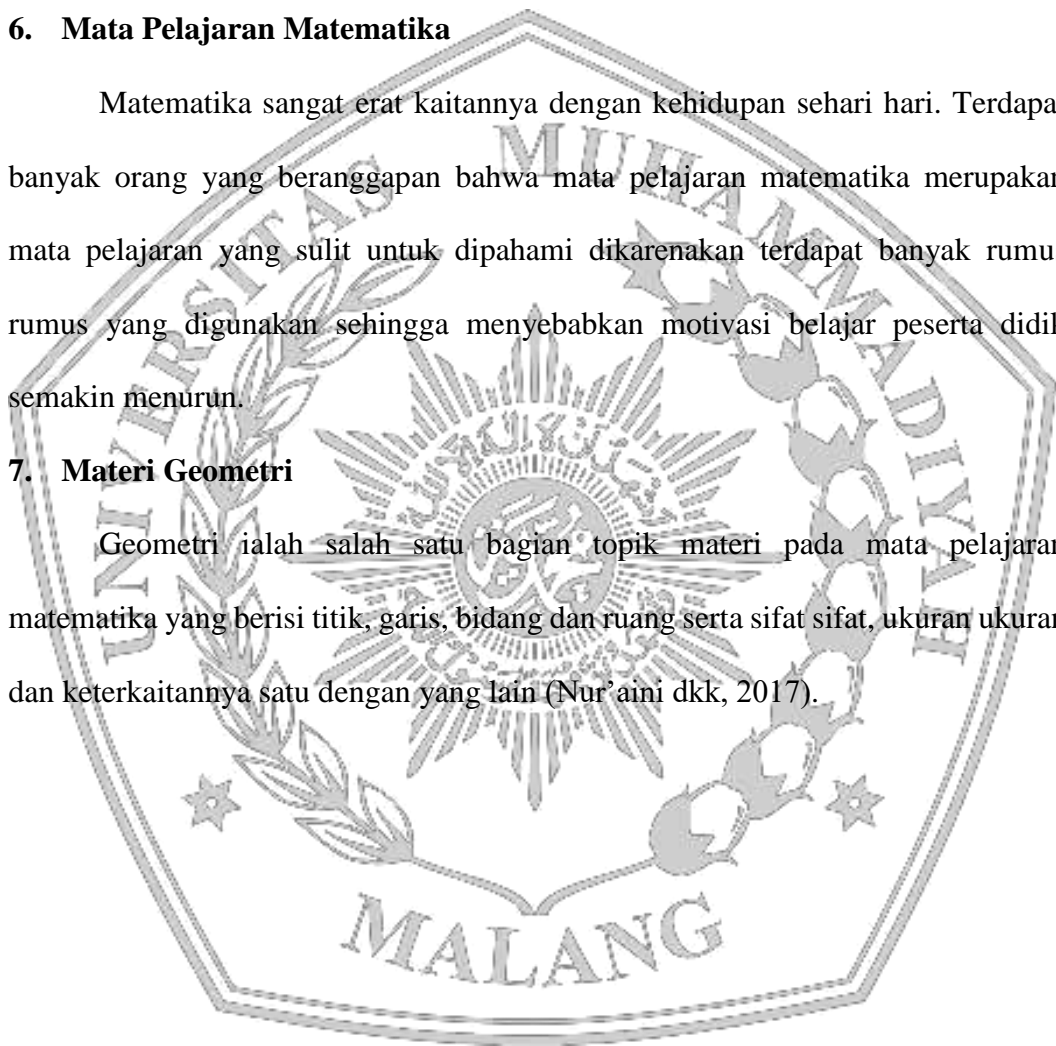 6. Mata Pelajaran Matematika
Matematika sangat erat kaitannya dengan kehidupan sehari hari. Terdapa
banyak orang yang beranggapan bahwa mata pelajaran matematika merupakan
mata pelajaran yang sulit untuk dipahami dikarenakan terdapat banyak rumu
rumus yang digunakan sehingga menyebabkan motivasi belajar peserta didi
semakin menurun.
7. Materi Geometri
Geometri ialah salah satu bagian topik materi pada mata pelajaran
matematika yang berisi titik, garis, bidang dan ruang serta sifat sifat, ukuran ukuran
dan keterkaitannya satu dengan yang lain (Nur’aini dkk, 2017).
UNIVERSITAS MUHAMMADIYAH
MALANG